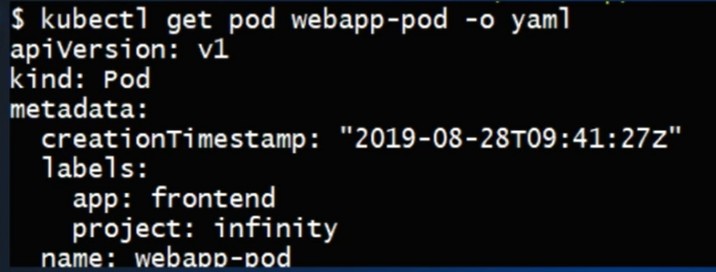 $ kubectl get pod webapp-pod -o yaml
apiVersion: v1
kind: Pod
metadata:
  creationTimestamp: "2019-08-28T09:41:27Z"
  labels:
    app: frontend
    project: infinity
  name: webapp-pod